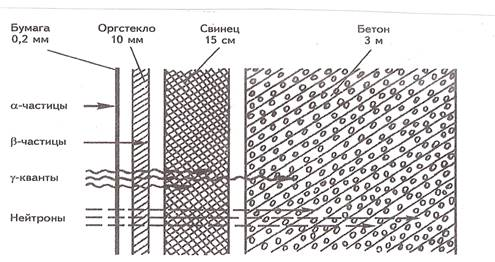 Бумага
0,2 мм
Оргстекло
10 мм
Свинец
15 см
Бетон
3 м
α-частицы
β-частицы
γ-кванты
Нейтроны